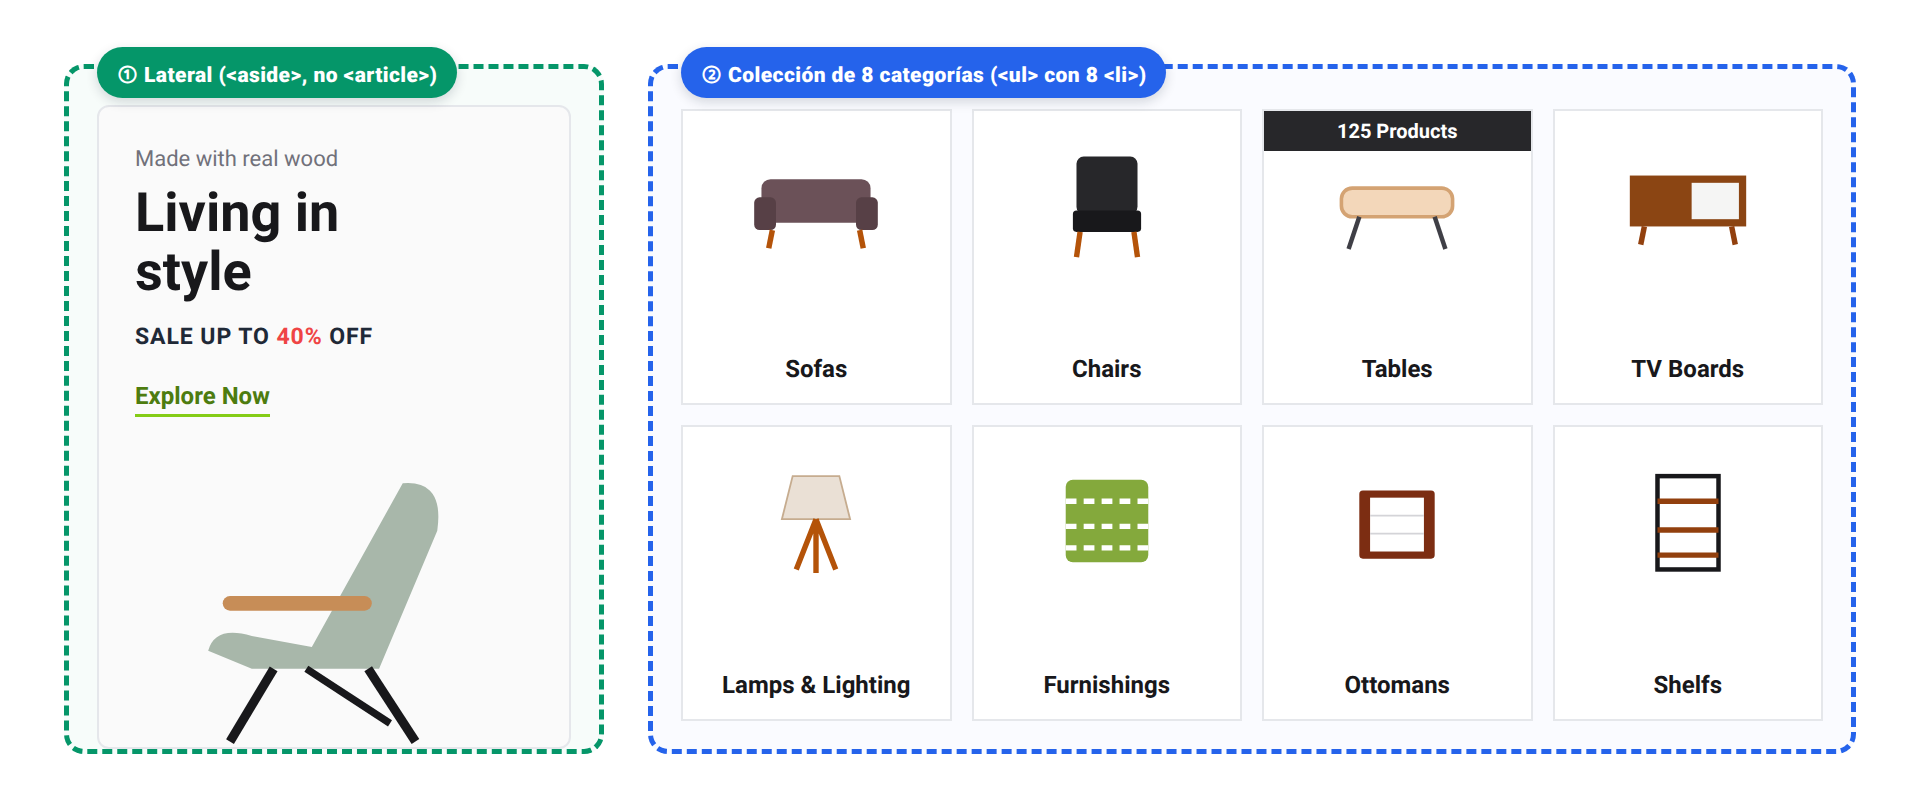 ① Lateral (<aside>, no <article>)
Made with real wood
Living in
style
SALE UP TO 40% OFF
Explore Now
② Colección de 8 categorías (<ul> con 8 <li>)
125 Products
Sofas
Chairs
Tables
TV Boards
Lamps & Lighting
Furnishings
Ottomans
Shelfs